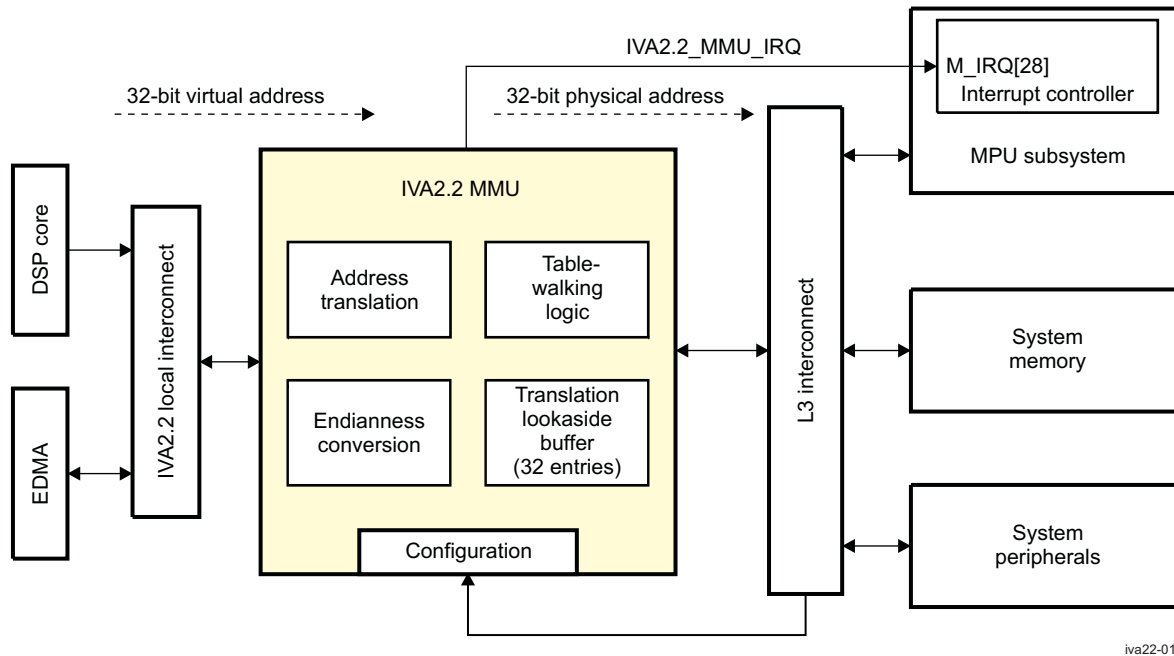 IVA2.2_MMU_IRQ
M_IRQ[28]
Interrupt controller
MPU subsystem
32-bit virtual address
32-bit physical address
DSP core
EDMA
IVA2.2 local interconnect
IVA2.2 MMU
Address
translation
Table-
walking
logic
Endianness
conversion
Translation
lookaside
buffer
(32 entries)
Configuration
L3 interconnect
System
memory
System
peripherals